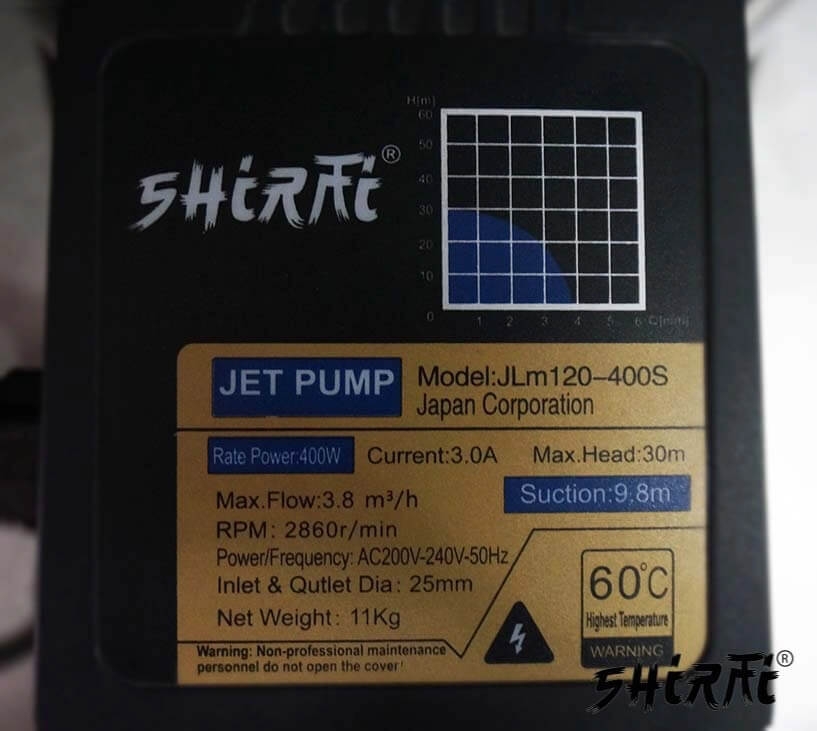 SHIRAI®
H[m]
60
50
40
30
20
10
0
1 2 3 4 5 6
JET PUMP
Model:JLm120-400S
Japan Corporation
Rate Power:400W Current:3.0A Max.Head:30m
Max.Flow:3.8 m³/h
Suction:9.8m
RPM: 2860r/min
Power/Frequency: AC200V-240V-50Hz
Inlet & Qutlet Dia: 25mm
Net Weight: 11Kg
60°C
Highest Temperature
WARNING
Warning: Non-professional maintenance
personnel do not open the cover!
SHIRAI®